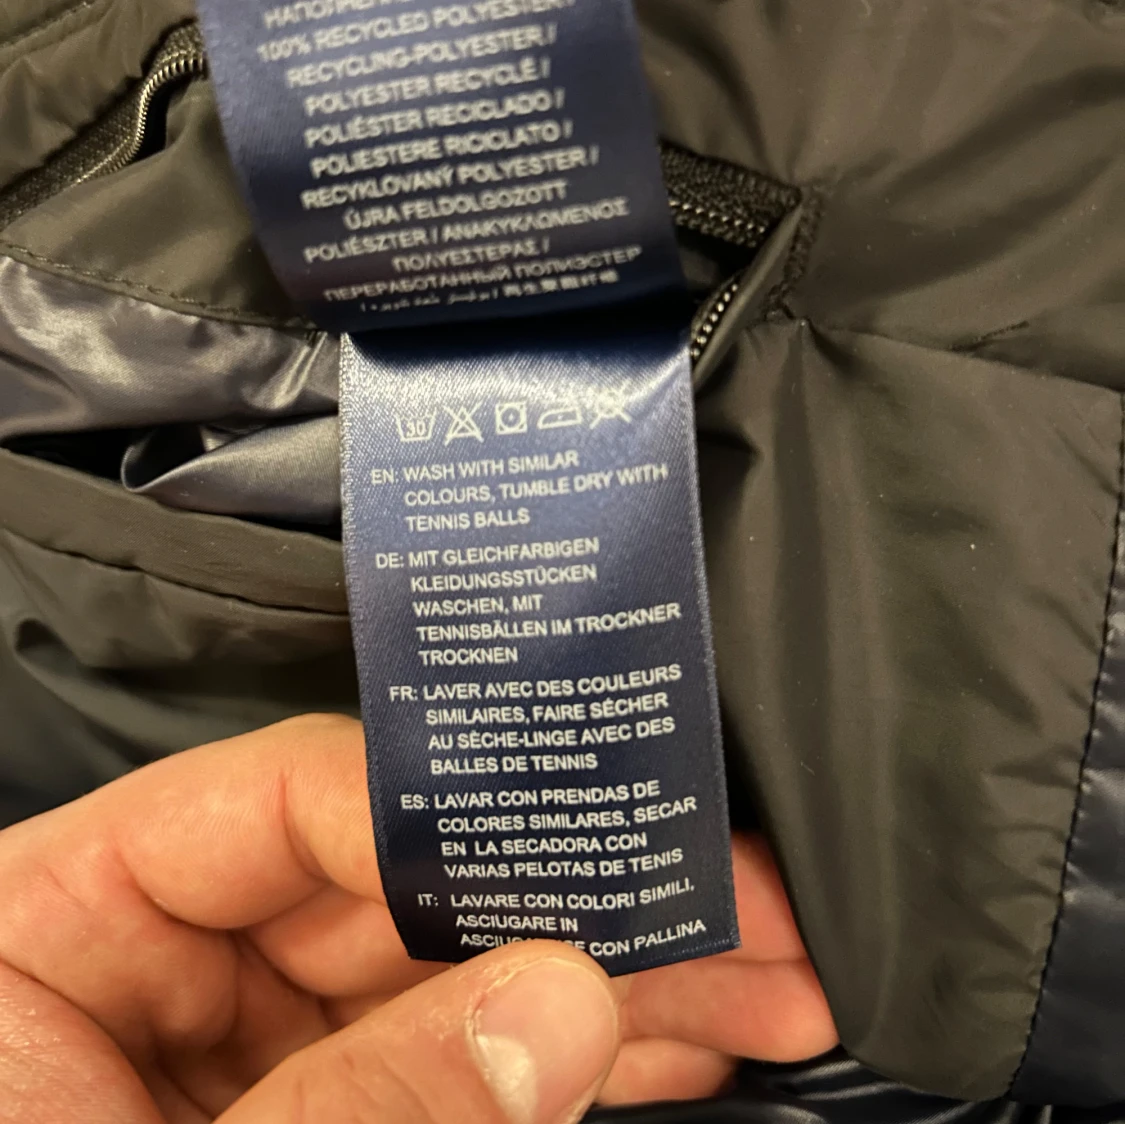 100% RECYCLED POLYESTER /
RECYCLING-POLYESTER /
POLYESTER RECYCLÉ /
POLIÉSTER RECICLADO /
POLIESTERE RICICLATO /
RECYKLOVANÝ POLYESTER /
ÚJRA FELDOLGOZOTT
POLIÉSZTER / ΑΝΑΚΥΚΛΩΜΕΝΟΣ
ΠΟΛΥΕΣΤΕΡΑΣ /
ПЕРЕРАБОТАННЫЙ ПОЛИЭСТЕР
30
EN: WASH WITH SIMILAR
COLOURS, TUMBLE DRY WITH
TENNIS BALLS
DE: MIT GLEICHFARBIGEN
KLEIDUNGSSTÜCKEN
WASCHEN, MIT
TENNISBÄLLEN IM TROCKNER
TROCKNEN
FR: LAVER AVEC DES COULEURS
SIMILAIRES, FAIRE SÉCHER
AU SÈCHE-LINGE AVEC DES
BALLES DE TENNIS
ES: LAVAR CON PRENDAS DE
COLORES SIMILARES, SECAR
EN LA SECADORA CON
VARIAS PELOTAS DE TENIS
IT: LAVARE CON COLORI SIMILI,
ASCIUGARE IN
CON PALLINA